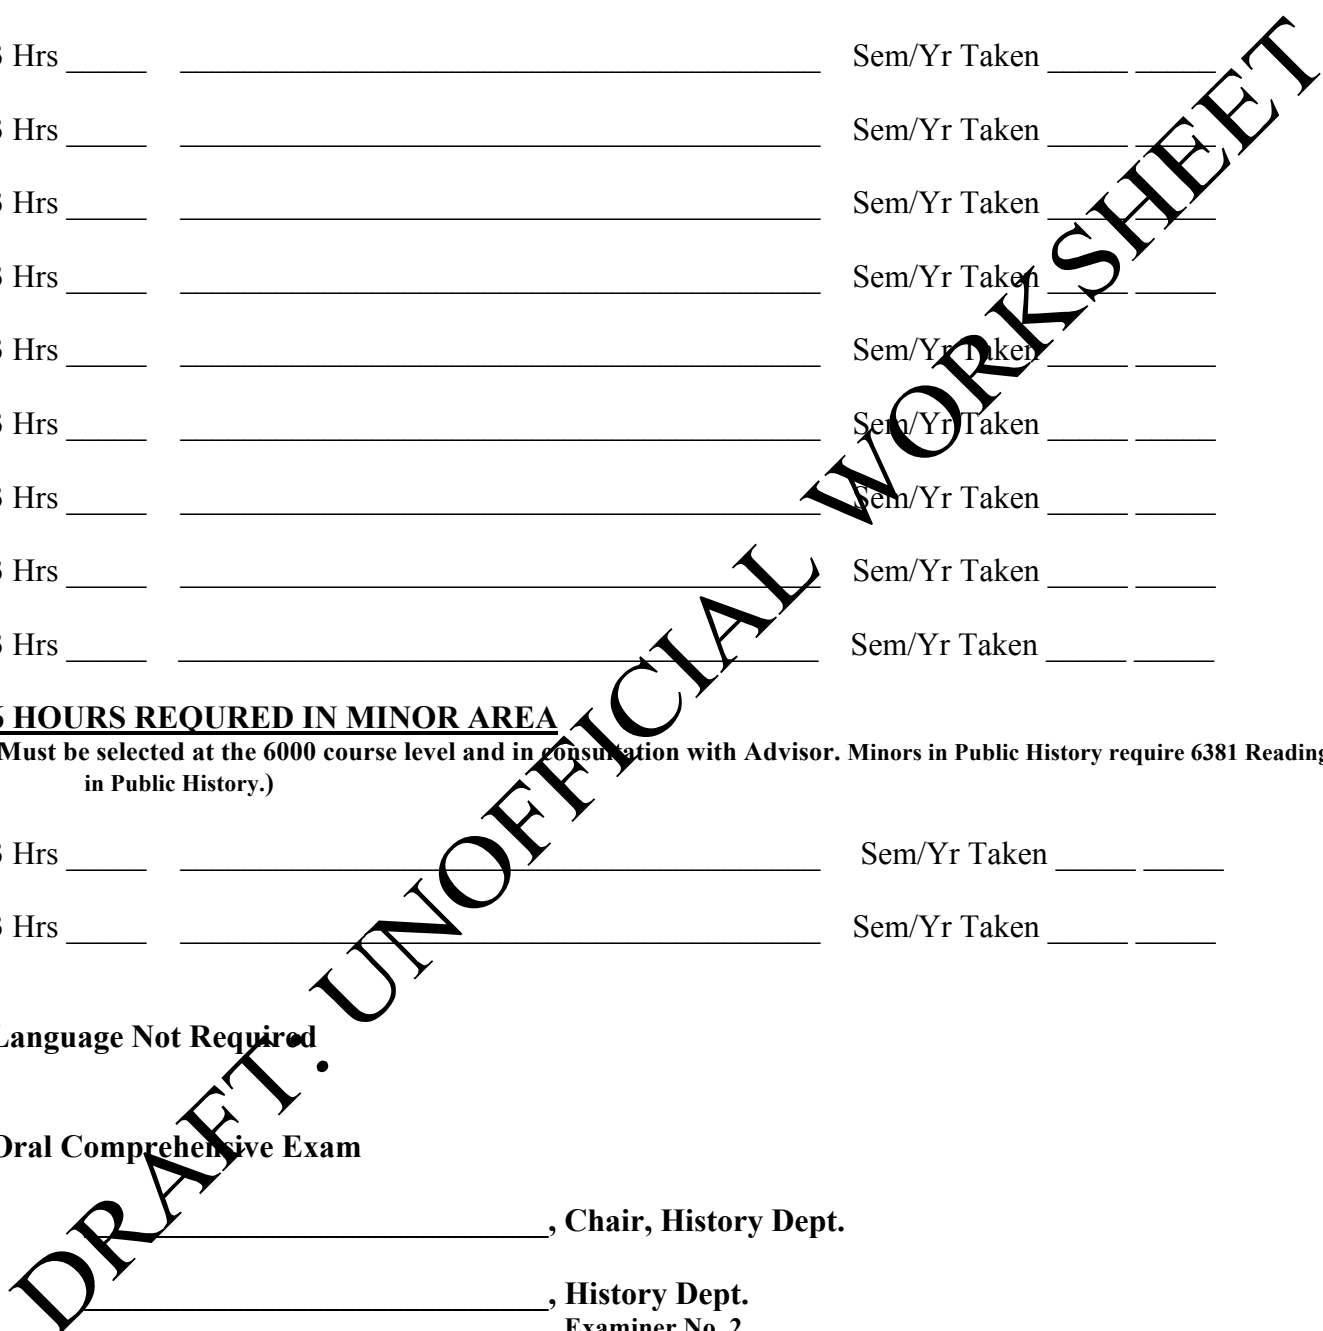 3 Hrs _____ ________________________________________ Sem/Yr Taken _____ _____
3 Hrs _____ ________________________________________ Sem/Yr Taken _____ _____
3 Hrs _____ ________________________________________ Sem/Yr Taken _____ _____
3 Hrs _____ ________________________________________ Sem/Yr Taken _____ _____
3 Hrs _____ ________________________________________ Sem/Yr Taken _____ _____
3 Hrs _____ ________________________________________ Sem/Yr Taken _____ _____
3 Hrs _____ ________________________________________ Sem/Yr Taken _____ _____
3 Hrs _____ ________________________________________ Sem/Yr Taken _____ _____
3 Hrs _____ ________________________________________ Sem/Yr Taken _____ _____
6 HOURS REQURED IN MINOR AREA
Must be selected at the 6000 course level and in consultation with Advisor. Minors in Public History require 6381 Reading
in Public History.)
3 Hrs _____ ________________________________________ Sem/Yr Taken _____ _____
3 Hrs _____ ________________________________________ Sem/Yr Taken _____ _____
Language Not Required
Oral Comprehensive Exam
_____________________________, Chair, History Dept.
_____________________________, History Dept.
Examiner No. 2
DRAFT. UNOFFICIAL WORKSHEET